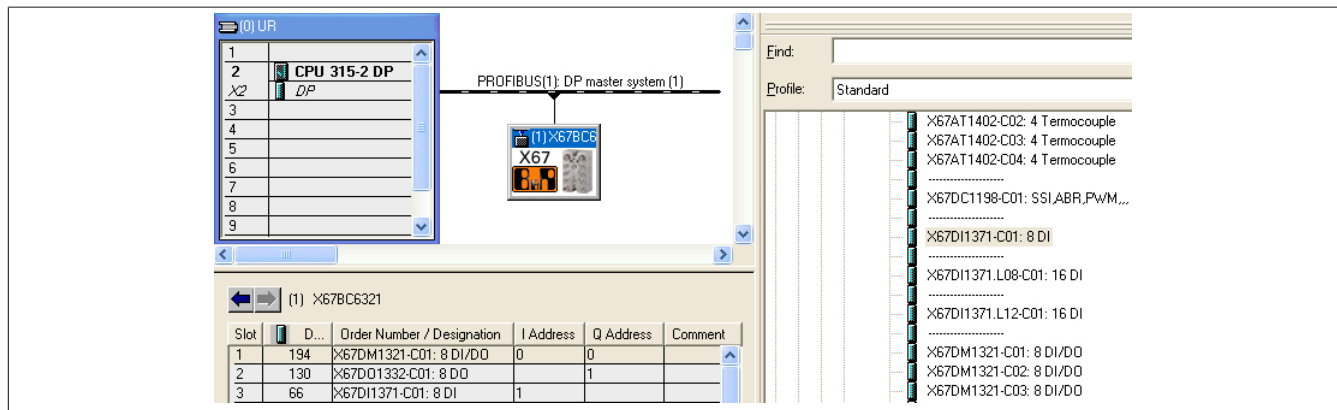 (0) UR
1
2 CPU 315-2 DP
X2 DP
3
4
5
6
7
8
9
PROFIBUS(1): DP master system (1)
(1) X67BC6
X67
B&R
(1) X67BC6321
Slot D... Order Number / Designation I Address Q Address Comment
1 194 X67DM1321-C01: 8 DI/DO 0 0
2 130 X67DO1332-C01: 8 DO 1
3 66 X67DI1371-C01: 8 DI 1
Find:
Profile: Standard
X67AT1402-C02: 4 Termocouple
X67AT1402-C03: 4 Termocouple
X67AT1402-C04: 4 Termocouple
--------------------
X67DC1198-C01: SSI,ABR,PWM,,,
--------------------
X67DI1371-C01: 8 DI
--------------------
X67DI1371.L08-C01: 16 DI
--------------------
X67DI1371.L12-C01: 16 DI
--------------------
X67DM1321-C01: 8 DI/DO
X67DM1321-C02: 8 DI/DO
X67DM1321-C03: 8 DI/DO